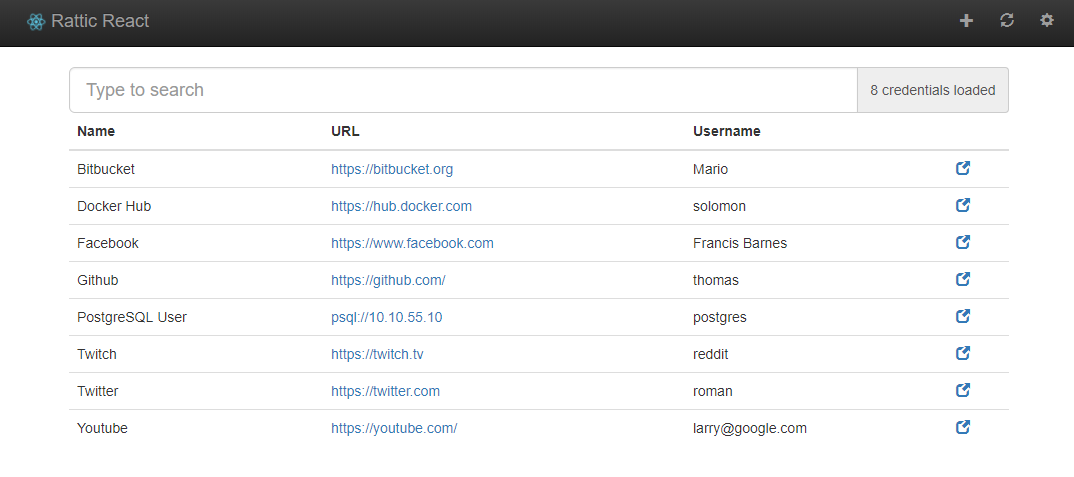 Rattic React
Type to search 8 credentials loaded
Name URL Username
Bitbucket https://bitbucket.org Mario
Docker Hub https://hub.docker.com solomon
Facebook https://www.facebook.com Francis Barnes
Github https://github.com/ thomas
PostgreSQL User psql://10.10.55.10 postgres
Twitch https://twitch.tv reddit
Twitter https://twitter.com roman
Youtube https://youtube.com/ larry@google.com